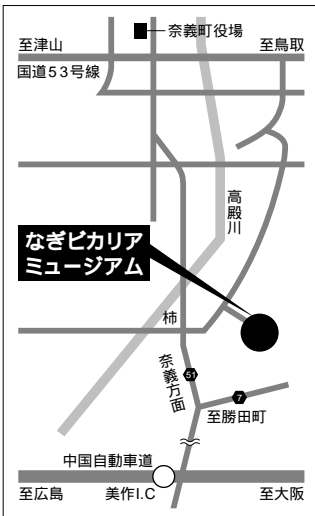 奈義町役場
至津山
至鳥取
国道53号線
高殿川
なぎビカリア
ミュージアム
柿
奈義方面
51
7
至勝田町
中国自動車道
至広島
美作I.C
至大阪